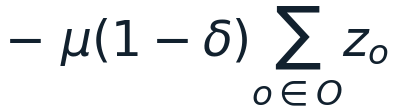 − μ(1 − δ) ∑_{o ∈ O} z_o